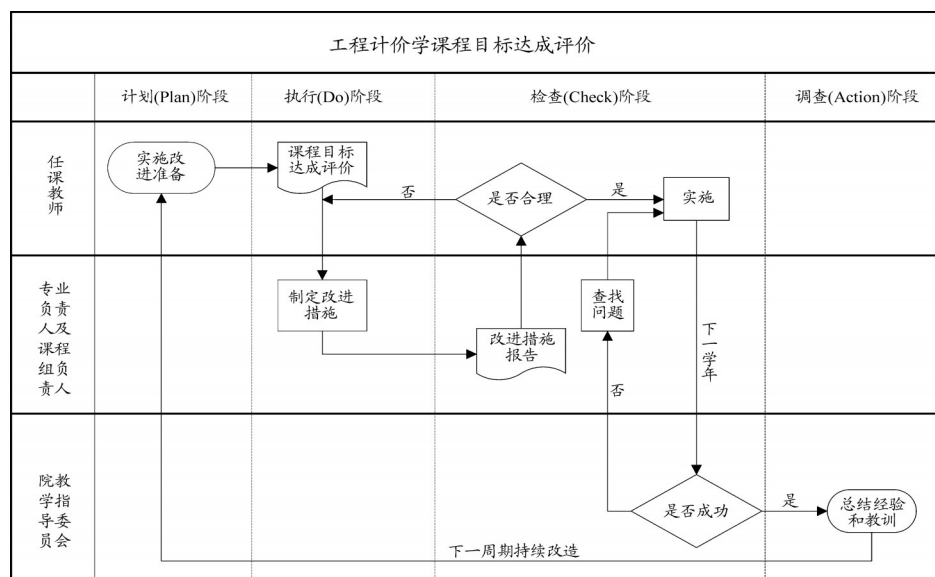 工程计价学课程目标达成评价
计划(Plan)阶段
执行(Do)阶段
检查(Check)阶段
调查(Action)阶段
任
课
教
师
实施改
进准备
课程目标
达成评价
否
是否合理
是
实施
专业
负责
人及
课程
组负
责人
制定改进
措施
改进措施
报告
查找
问题
否
下一学年
院教
学指
导委
员会
是否成功
是
总结经验
和教训
下一周期持续改造